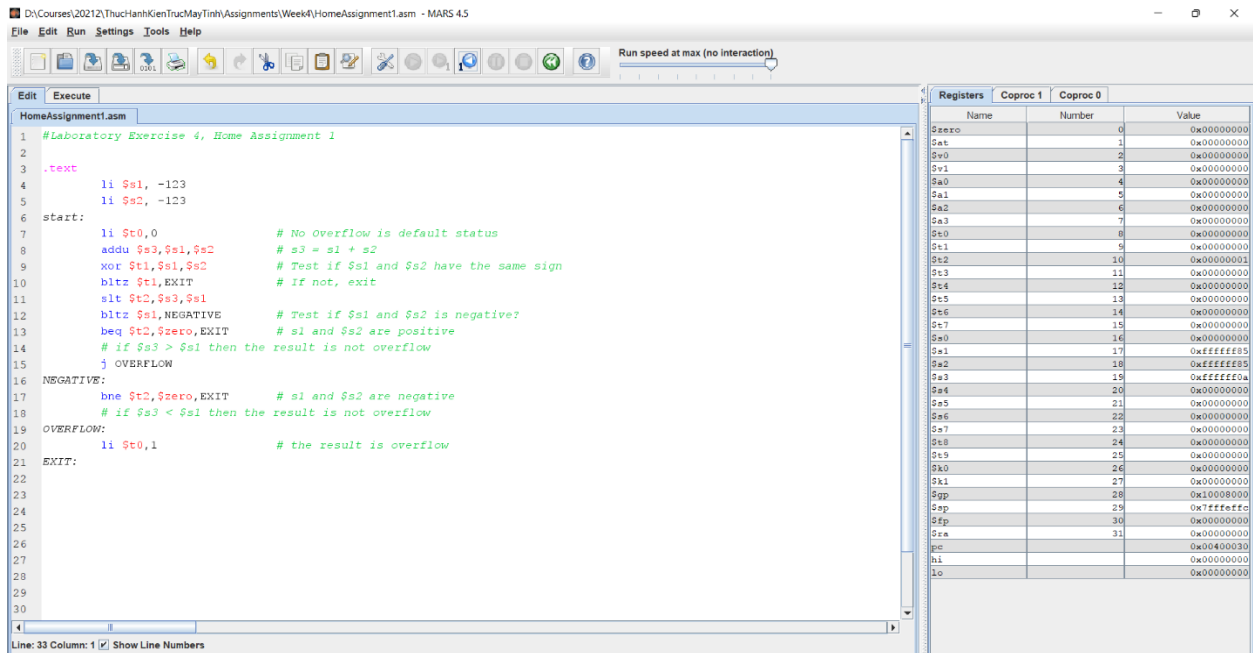 D:\Courses\20212\ThucHanhKienTrucMayTinh\Assignments\Week4\HomeAssignment1.asm - MARS 4.5
File Edit Run Settings Tools Help
Run speed at max (no interaction)
Edit Execute
HomeAssignment1.asm
1 #Laboratory Exercise 4, Home Assignment 1
2
3 .text
4 li $s1, -123
5 li $s2, -123
6 start:
7 li $t0,0 # No Overflow is default status
8 addu $s3,$s1,$s2 # s3 = s1 + s2
9 xor $t1,$s1,$s2 # Test if $s1 and $s2 have the same sign
10 bltz $t1,EXIT # If not, exit
11 slt $t2,$s3,$s1
12 bltz $s1,NEGATIVE # Test if $s1 and $s2 is negative?
13 beq $t2,$zero,EXIT # s1 and $s2 are positive
14 # if $s3 > $s1 then the result is not overflow
15 j OVERFLOW
16 NEGATIVE:
17 bne $t2,$zero,EXIT # s1 and $s2 are negative
18 # if $s3 < $s1 then the result is not overflow
19 OVERFLOW:
20 li $t0,1 # the result is overflow
21 EXIT:
22
23
24
25
26
27
28
29
30
Line: 33 Column: 1 Show Line Numbers
Registers Coproc 1 Coproc 0
Name Number Value
$zero 0 0x00000000
$at 1 0x00000000
$v0 2 0x00000000
$v1 3 0x00000000
$a0 4 0x00000000
$a1 5 0x00000000
$a2 6 0x00000000
$a3 7 0x00000000
$t0 8 0x00000000
$t1 9 0x00000000
$t2 10 0x00000001
$t3 11 0x00000000
$t4 12 0x00000000
$t5 13 0x00000000
$t6 14 0x00000000
$t7 15 0x00000000
$s0 16 0x00000000
$s1 17 0xffffff85
$s2 18 0xffffff85
$s3 19 0xffffff0a
$s4 20 0x00000000
$s5 21 0x00000000
$s6 22 0x00000000
$s7 23 0x00000000
$t8 24 0x00000000
$t9 25 0x00000000
$k0 26 0x00000000
$k1 27 0x00000000
$gp 28 0x10008000
$sp 29 0x7fffeffc
$fp 30 0x00000000
$ra 31 0x00000000
pc 0x00400030
hi 0x00000000
lo 0x00000000